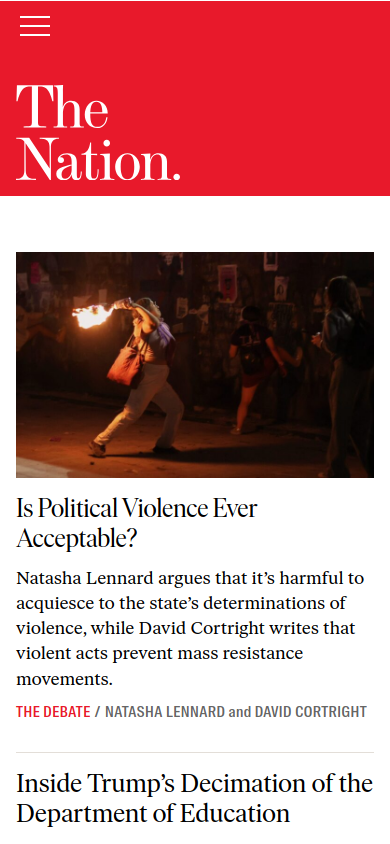 The
Nation.
Is Political Violence Ever
Acceptable?
Natasha Lennard argues that it’s harmful to
acquiesce to the state’s determinations of
violence, while David Cortright writes that
violent acts prevent mass resistance
movements.
THE DEBATE / NATASHA LENNARD and DAVID CORTRIGHT
Inside Trump’s Decimation of the
Department of Education